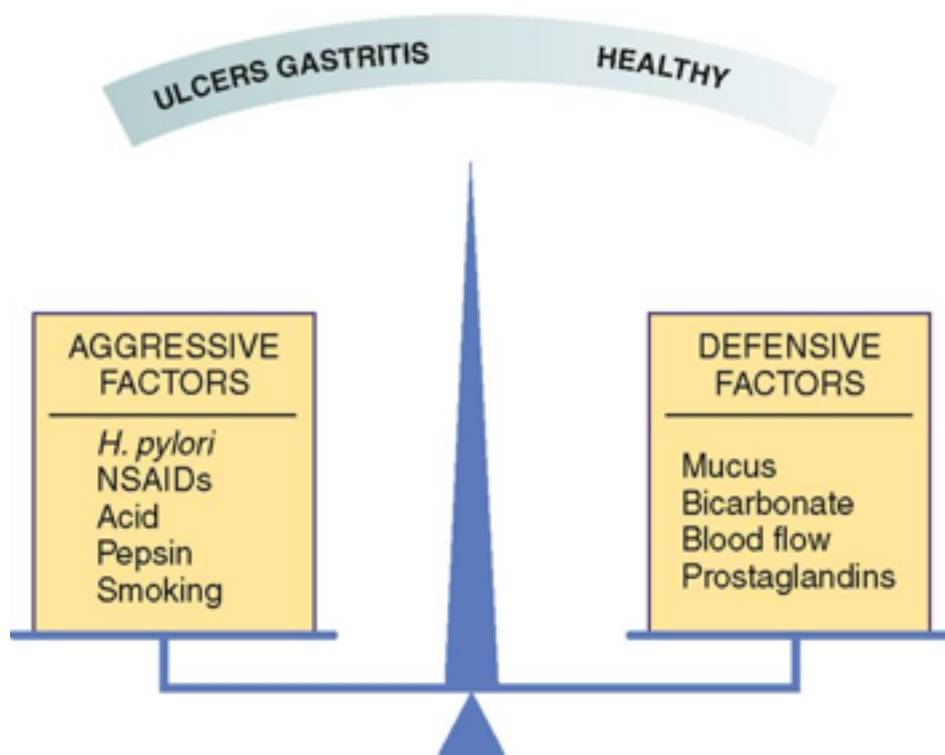 ULCERS GASTRITIS
HEALTHY
AGGRESSIVE
FACTORS
H. pylori
NSAIDs
Acid
Pepsin
Smoking
DEFENSIVE
FACTORS
Mucus
Bicarbonate
Blood flow
Prostaglandins